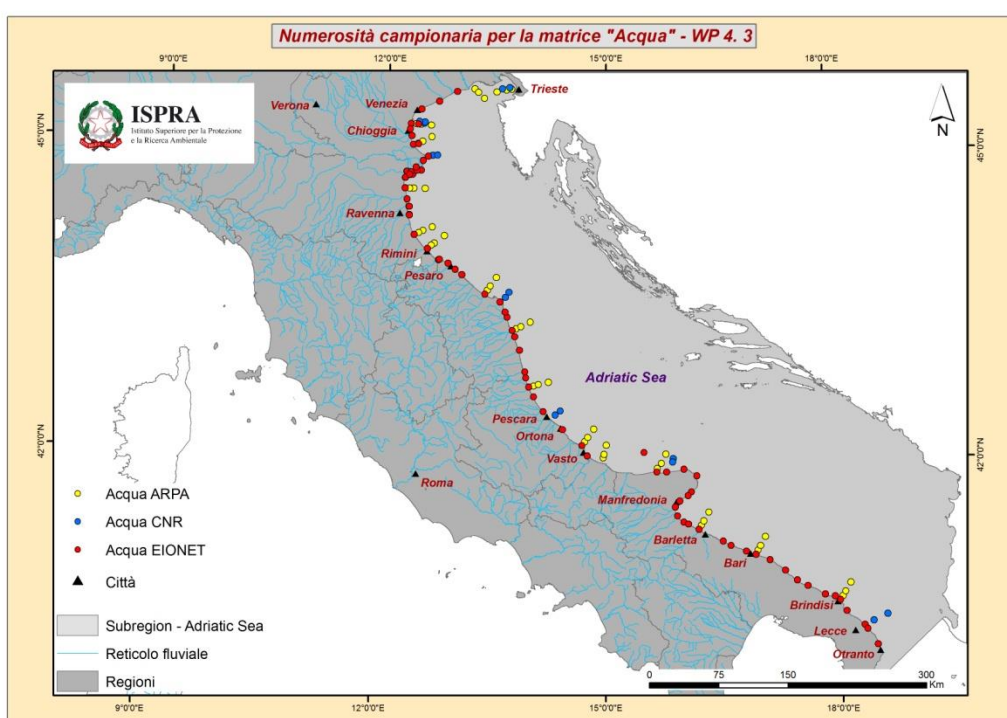 Numerosità campionaria per la matrice "Acqua" - WP 4. 3
9°0'0"E 12°0'0"E 15°0'0"E 18°0'0"E
ISPRA
Istituto Superiore per la Protezione
e la Ricerca Ambientale
Verona
Venezia
Trieste
Chioggia
N
45°0'0"N
45°0'0"N
Ravenna
Rimini
Pesaro
Adriatic Sea
Pescara
Ortona
42°0'0"N
42°0'0"N
Vasto
Roma
Manfredonia
Barletta
Bari
Brindisi
Lecce
Otranto
Acqua ARPA
Acqua CNR
Acqua EIONET
Città
Subregion - Adriatic Sea
Reticolo fluviale
Regioni
0 75 150 300
Km
9°0'0"E 12°0'0"E 15°0'0"E 18°0'0"E